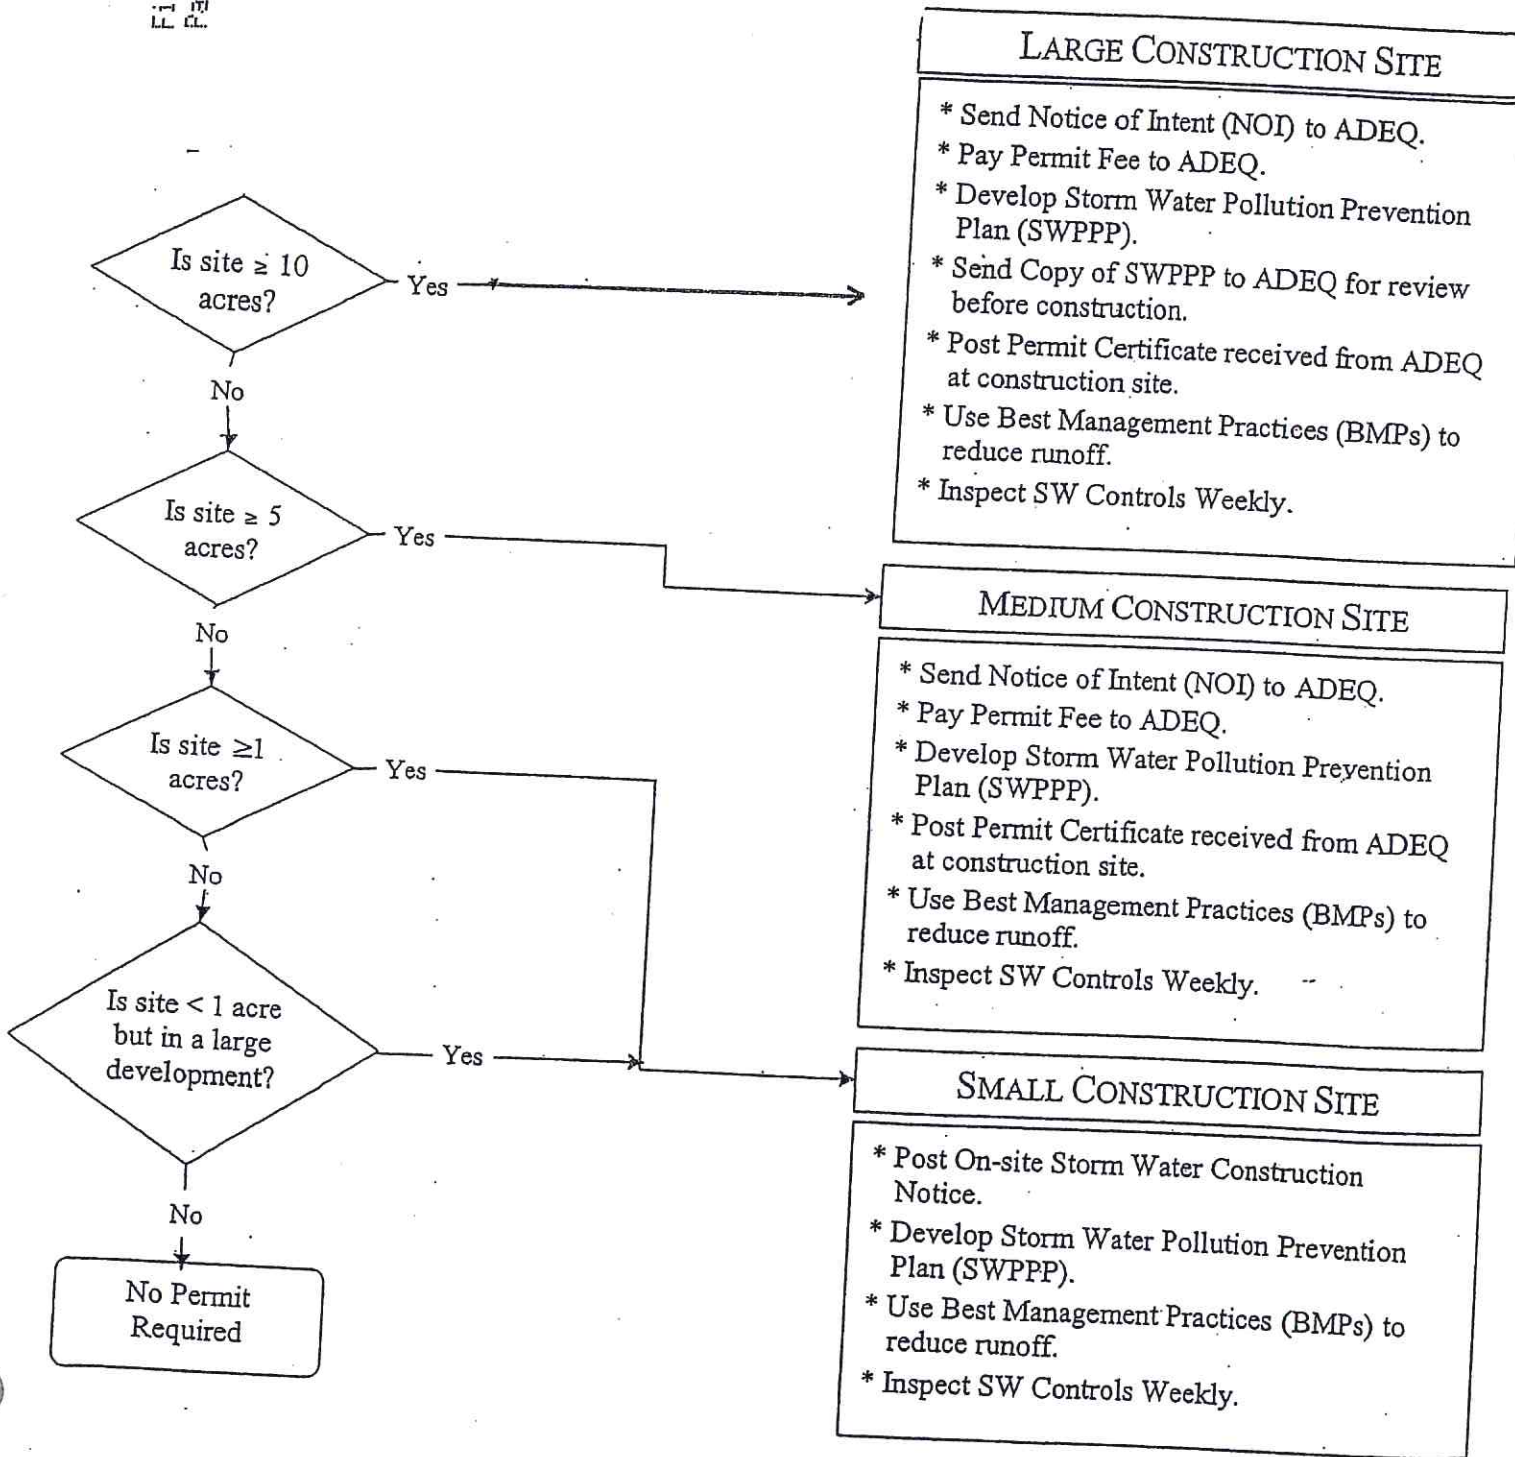 Is site ≥ 10
acres?
Yes
No
Is site ≥ 5
acres?
Yes
No
Is site ≥1
acres?
Yes
No
Is site < 1 acre
but in a large
development?
Yes
No
No Permit
Required
LARGE CONSTRUCTION SITE
* Send Notice of Intent (NOI) to ADEQ.
* Pay Permit Fee to ADEQ.
* Develop Storm Water Pollution Prevention
Plan (SWPPP).
* Send Copy of SWPPP to ADEQ for review
before construction.
* Post Permit Certificate received from ADEQ
at construction site.
* Use Best Management Practices (BMPs) to
reduce runoff.
* Inspect SW Controls Weekly.
MEDIUM CONSTRUCTION SITE
* Send Notice of Intent (NOI) to ADEQ.
* Pay Permit Fee to ADEQ.
* Develop Storm Water Pollution Prevention
Plan (SWPPP).
* Post Permit Certificate received from ADEQ
at construction site.
* Use Best Management Practices (BMPs) to
reduce runoff.
* Inspect SW Controls Weekly.
SMALL CONSTRUCTION SITE
* Post On-site Storm Water Construction
Notice.
* Develop Storm Water Pollution Prevention
Plan (SWPPP).
* Use Best Management Practices (BMPs) to
reduce runoff.
* Inspect SW Controls Weekly.